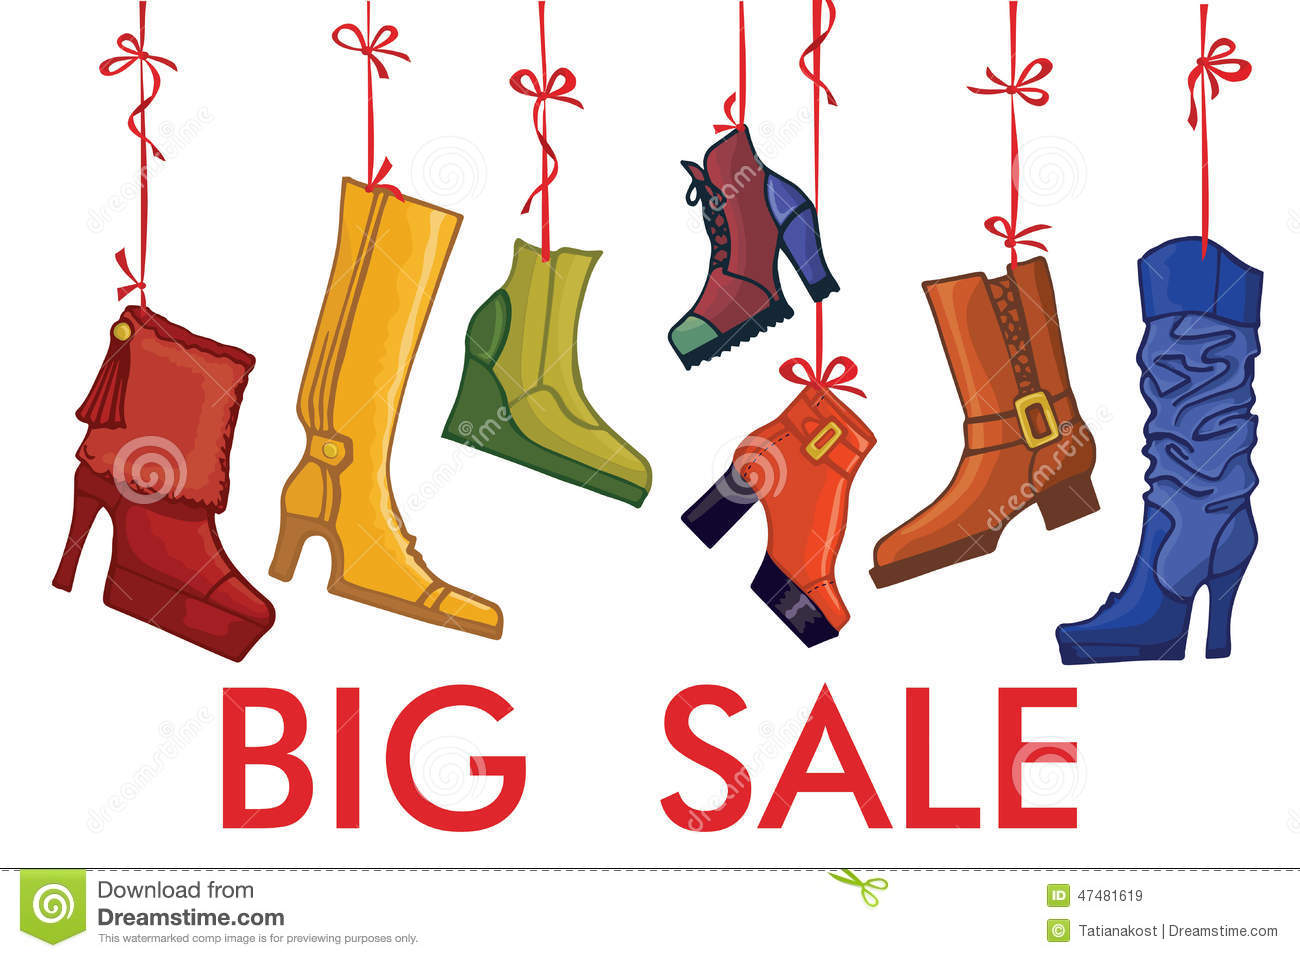 BIG SALE
Download from
Dreamstime.com
This watermarked comp image is for previewing purposes only.
ID 47481619
© Tatianakost | Dreamstime.com